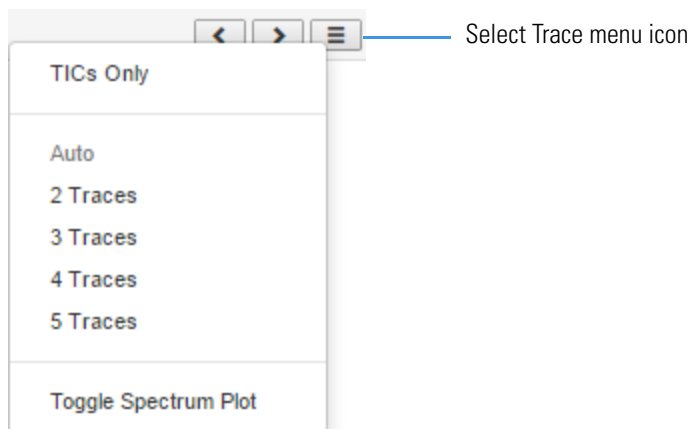 Select Trace menu icon
TICs Only
Auto
2 Traces
3 Traces
4 Traces
5 Traces
Toggle Spectrum Plot